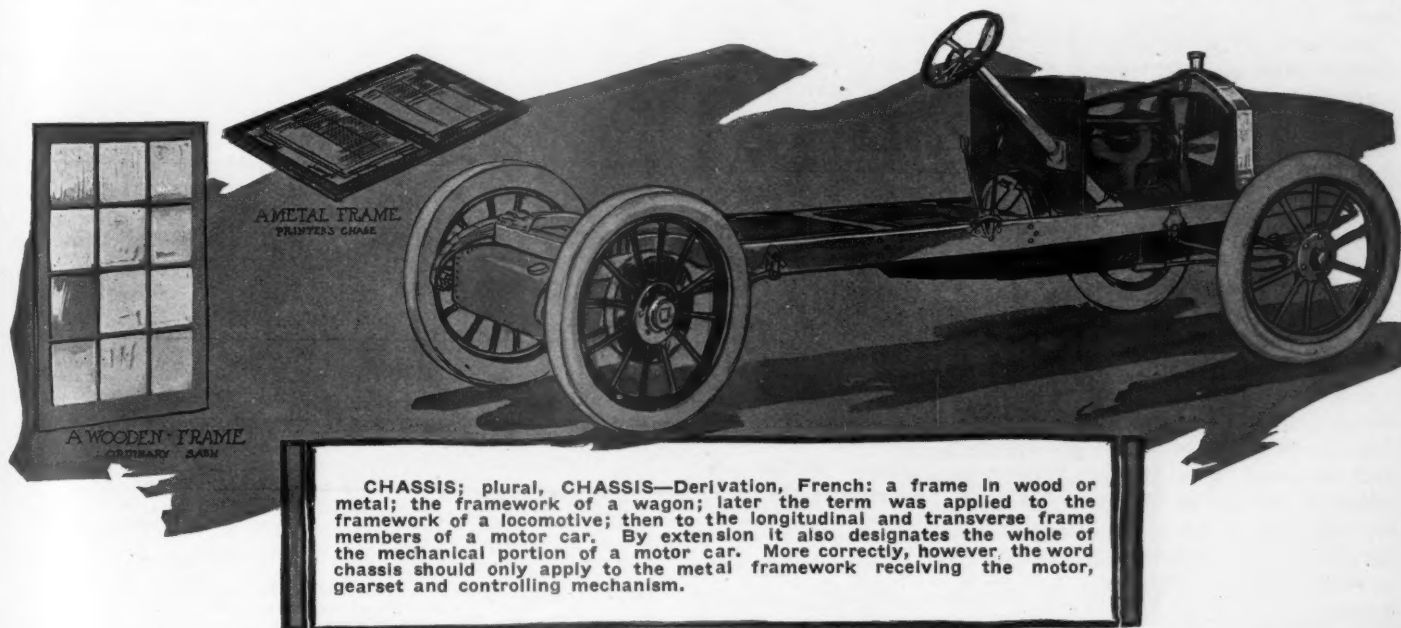 A METAL FRAME
PRINTER'S CHASE
A WOODEN · FRAME
ORDINARY SASH
CHASSIS; plural, CHASSIS—Derivation, French: a frame in wood or
metal; the framework of a wagon; later the term was applied to the
framework of a locomotive; then to the longitudinal and transverse frame
members of a motor car. By extension it also designates the whole of
the mechanical portion of a motor car. More correctly, however, the word
chassis should only apply to the metal framework receiving the motor,
gearset and controlling mechanism.